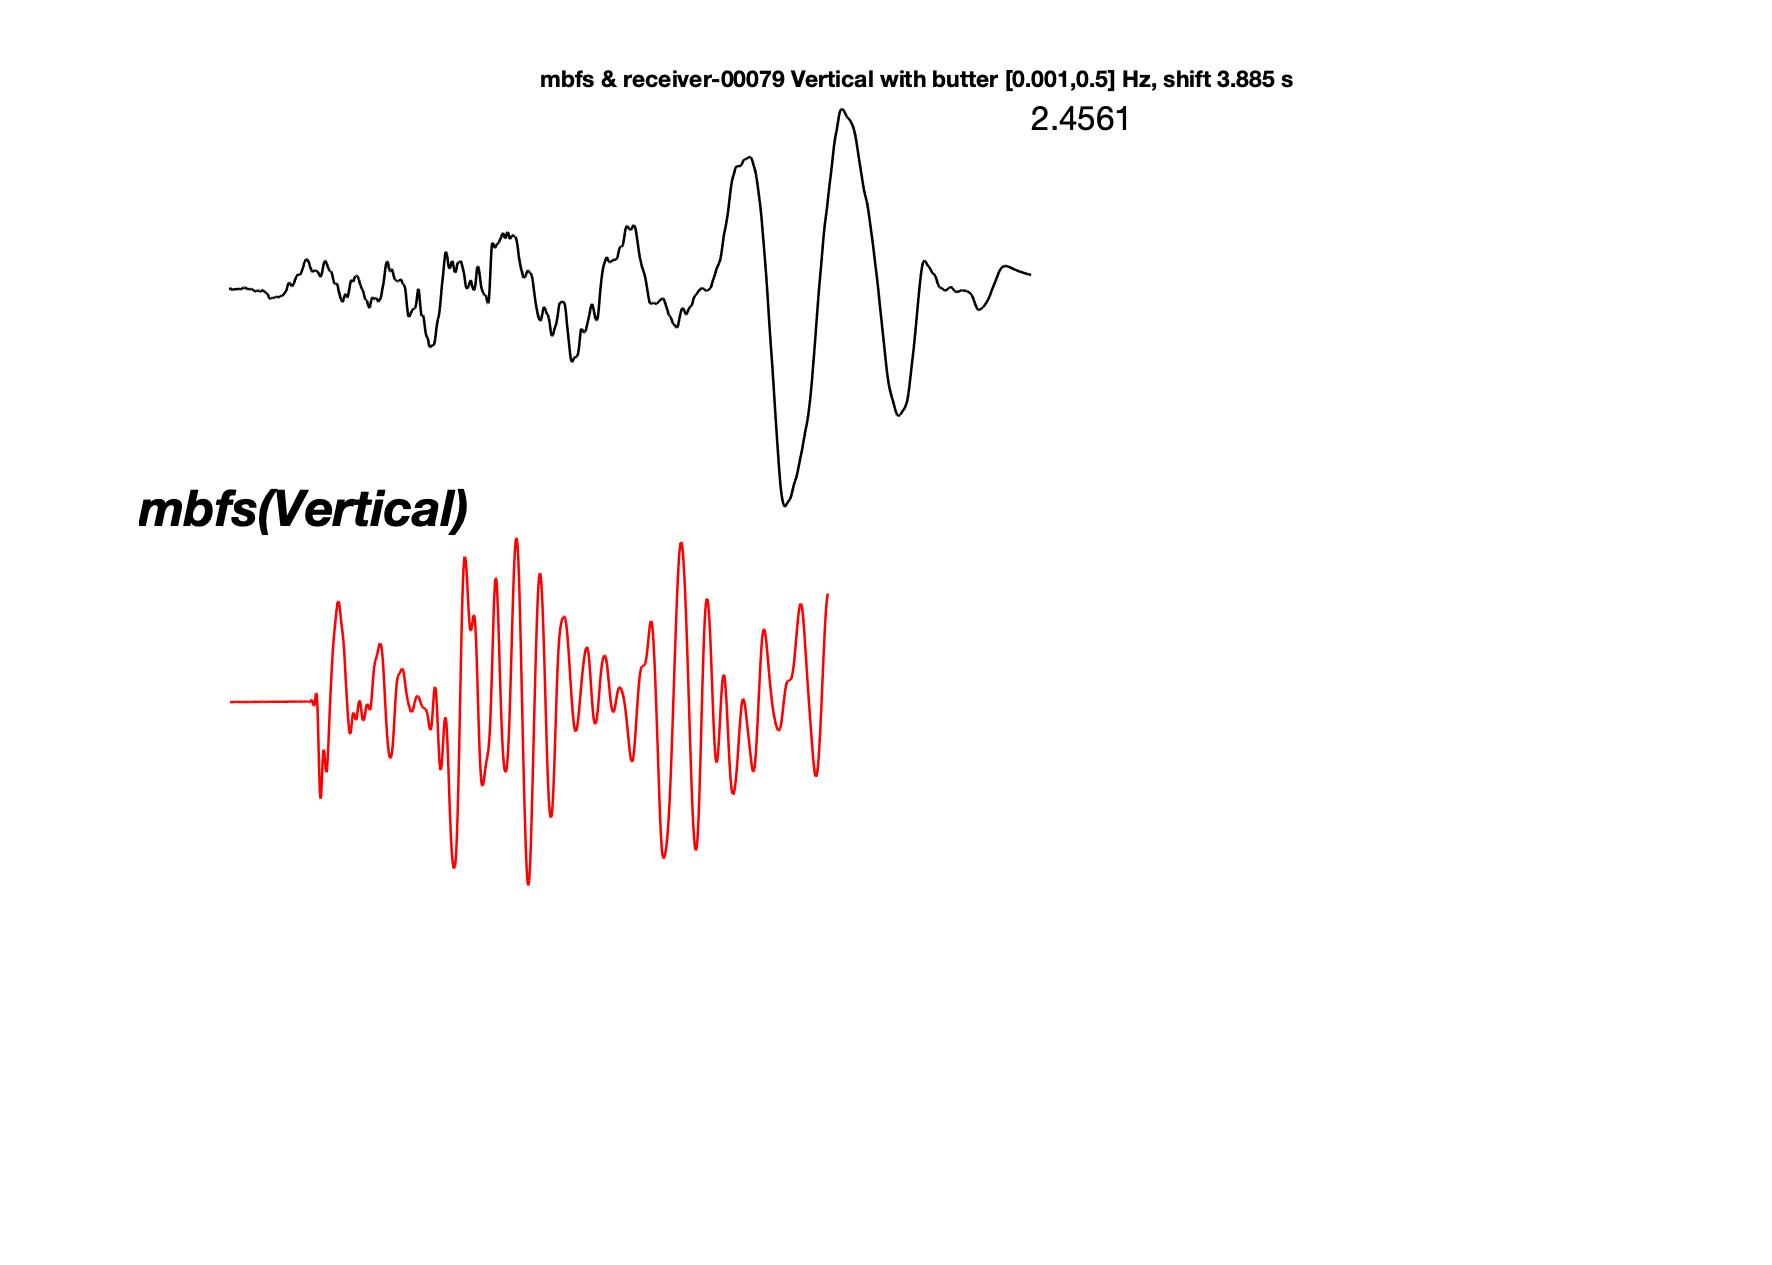 mbfs & receiver-00079 Vertical with butter [0.001,0.5] Hz, shift 3.885 s
2.4561
mbfs(Vertical)